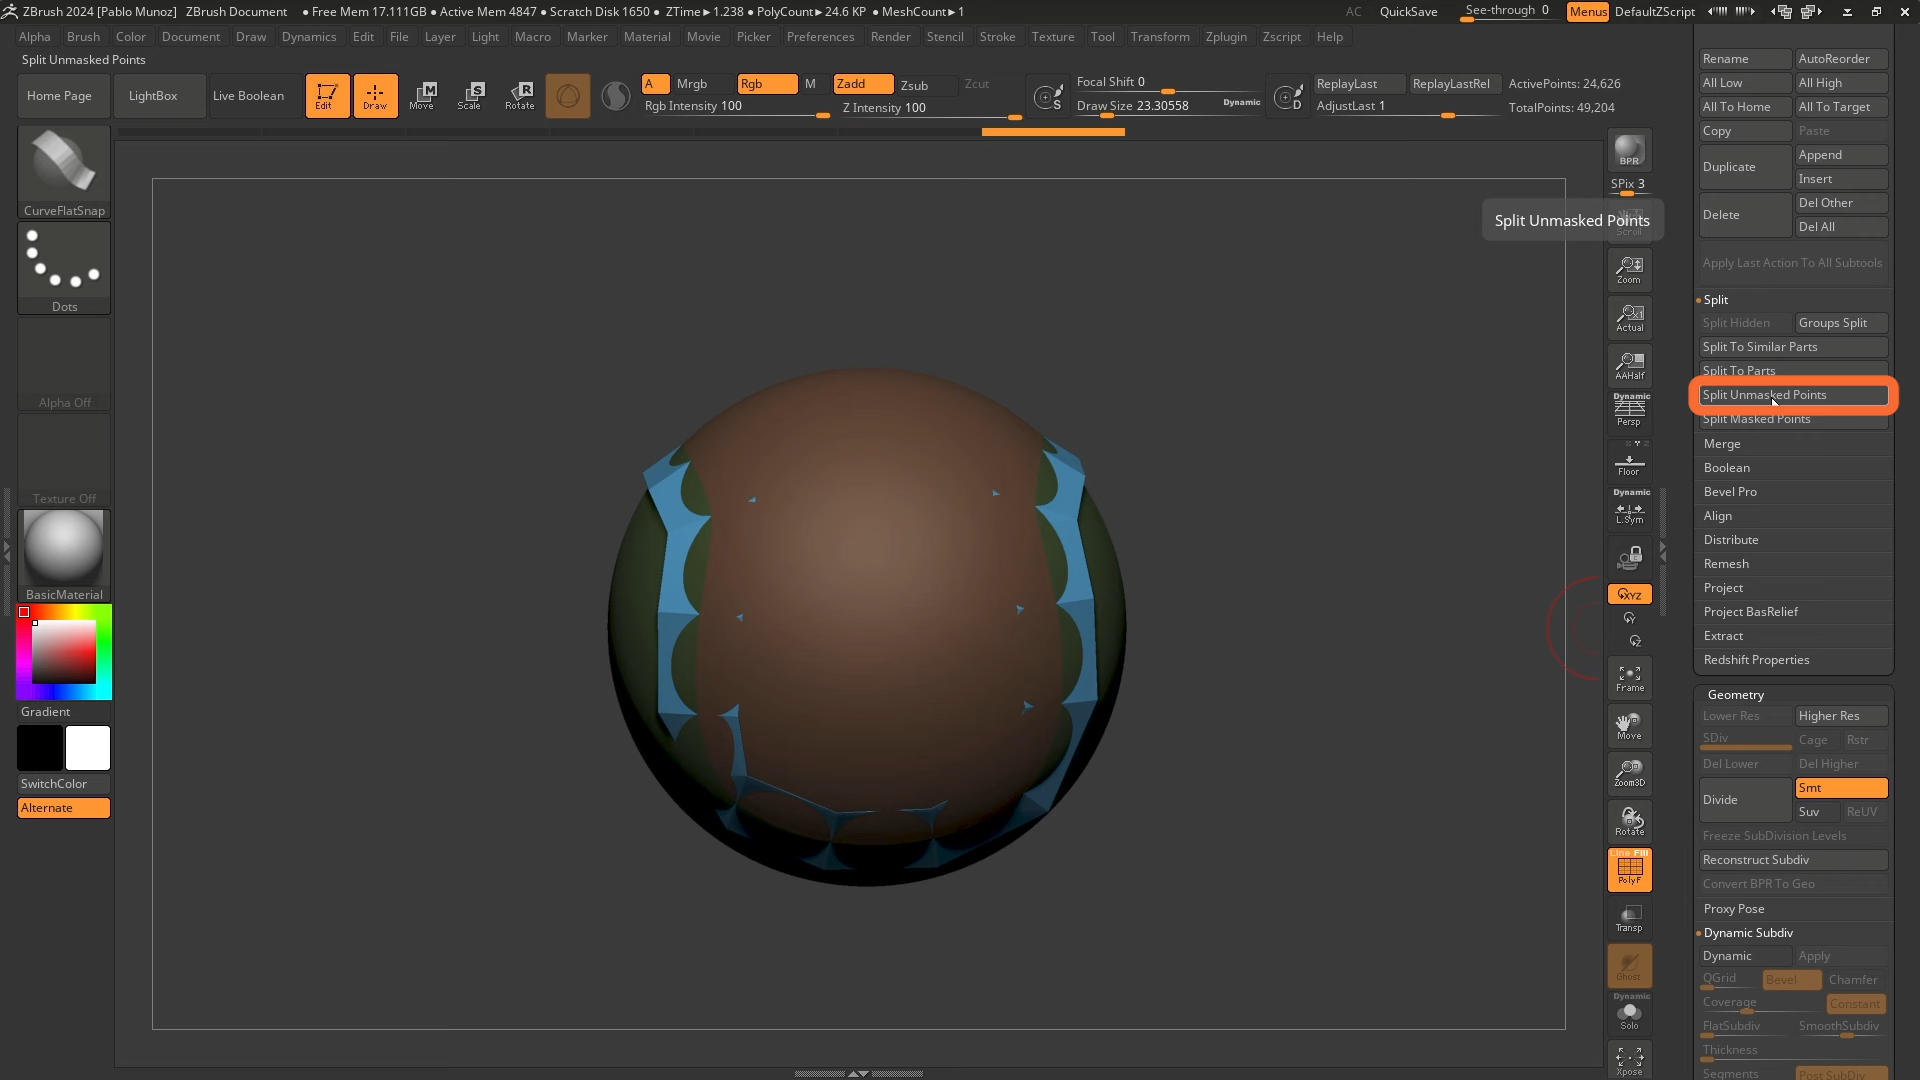 ZBrush 2024 [Pablo Munoz] ZBrush Document ● Free Mem 17.111GB ● Active Mem 4847 ● Scratch Disk 1650 ● ZTime►1.238 ● PolyCount►24.6 KP ● MeshCount►1 AC QuickSave See-through 0 Menus DefaultZScript
Alpha Brush Color Document Draw Dynamics Edit File Layer Light Macro Marker Material Movie Picker Preferences Render Stencil Stroke Texture Tool Transform Zplugin Zscript Help
Split Unmasked Points
Home Page LightBox Live Boolean Edit Draw Move Scale Rotate
A Mrgb Rgb M Zadd Zsub Zcut
Rgb Intensity 100 Z Intensity 100
S Focal Shift 0
Draw Size 23.30558 Dynamic
D ReplayLast ReplayLastRel ActivePoints: 24,626
AdjustLast 1 TotalPoints: 49,204
CurveFlatSnap
Dots
Alpha Off
Texture Off
BasicMaterial
Gradient
SwitchColor
Alternate
Split Unmasked Points
BPR
SPix 3
Scroll
Zoom
Actual
AAHalf
Dynamic
Persp
Floor
Dynamic
L.Sym
XYZ
Y
Z
Frame
Move
Zoom3D
Rotate
Line Fill
PolyF
Transp
Ghost
Dynamic
Solo
Xpose
Rename AutoReorder
All Low All High
All To Home All To Target
Copy Paste
Duplicate Append
Insert
Delete Del Other
Del All
Apply Last Action To All Subtools
Split
Split Hidden Groups Split
Split To Similar Parts
Split To Parts
Split Unmasked Points
Split Masked Points
Merge
Boolean
Bevel Pro
Align
Distribute
Remesh
Project
Project BasRelief
Extract
Redshift Properties
Geometry
Lower Res Higher Res
SDiv Cage Rstr
Del Lower Del Higher
Divide Smt
Suv ReUV
Freeze SubDivision Levels
Reconstruct Subdiv
Convert BPR To Geo
Proxy Pose
Dynamic Subdiv
Dynamic Apply
QGrid Bevel Chamfer
Coverage Constant
FlatSubdiv SmoothSubdiv
Thickness
Segments Post SubDiv